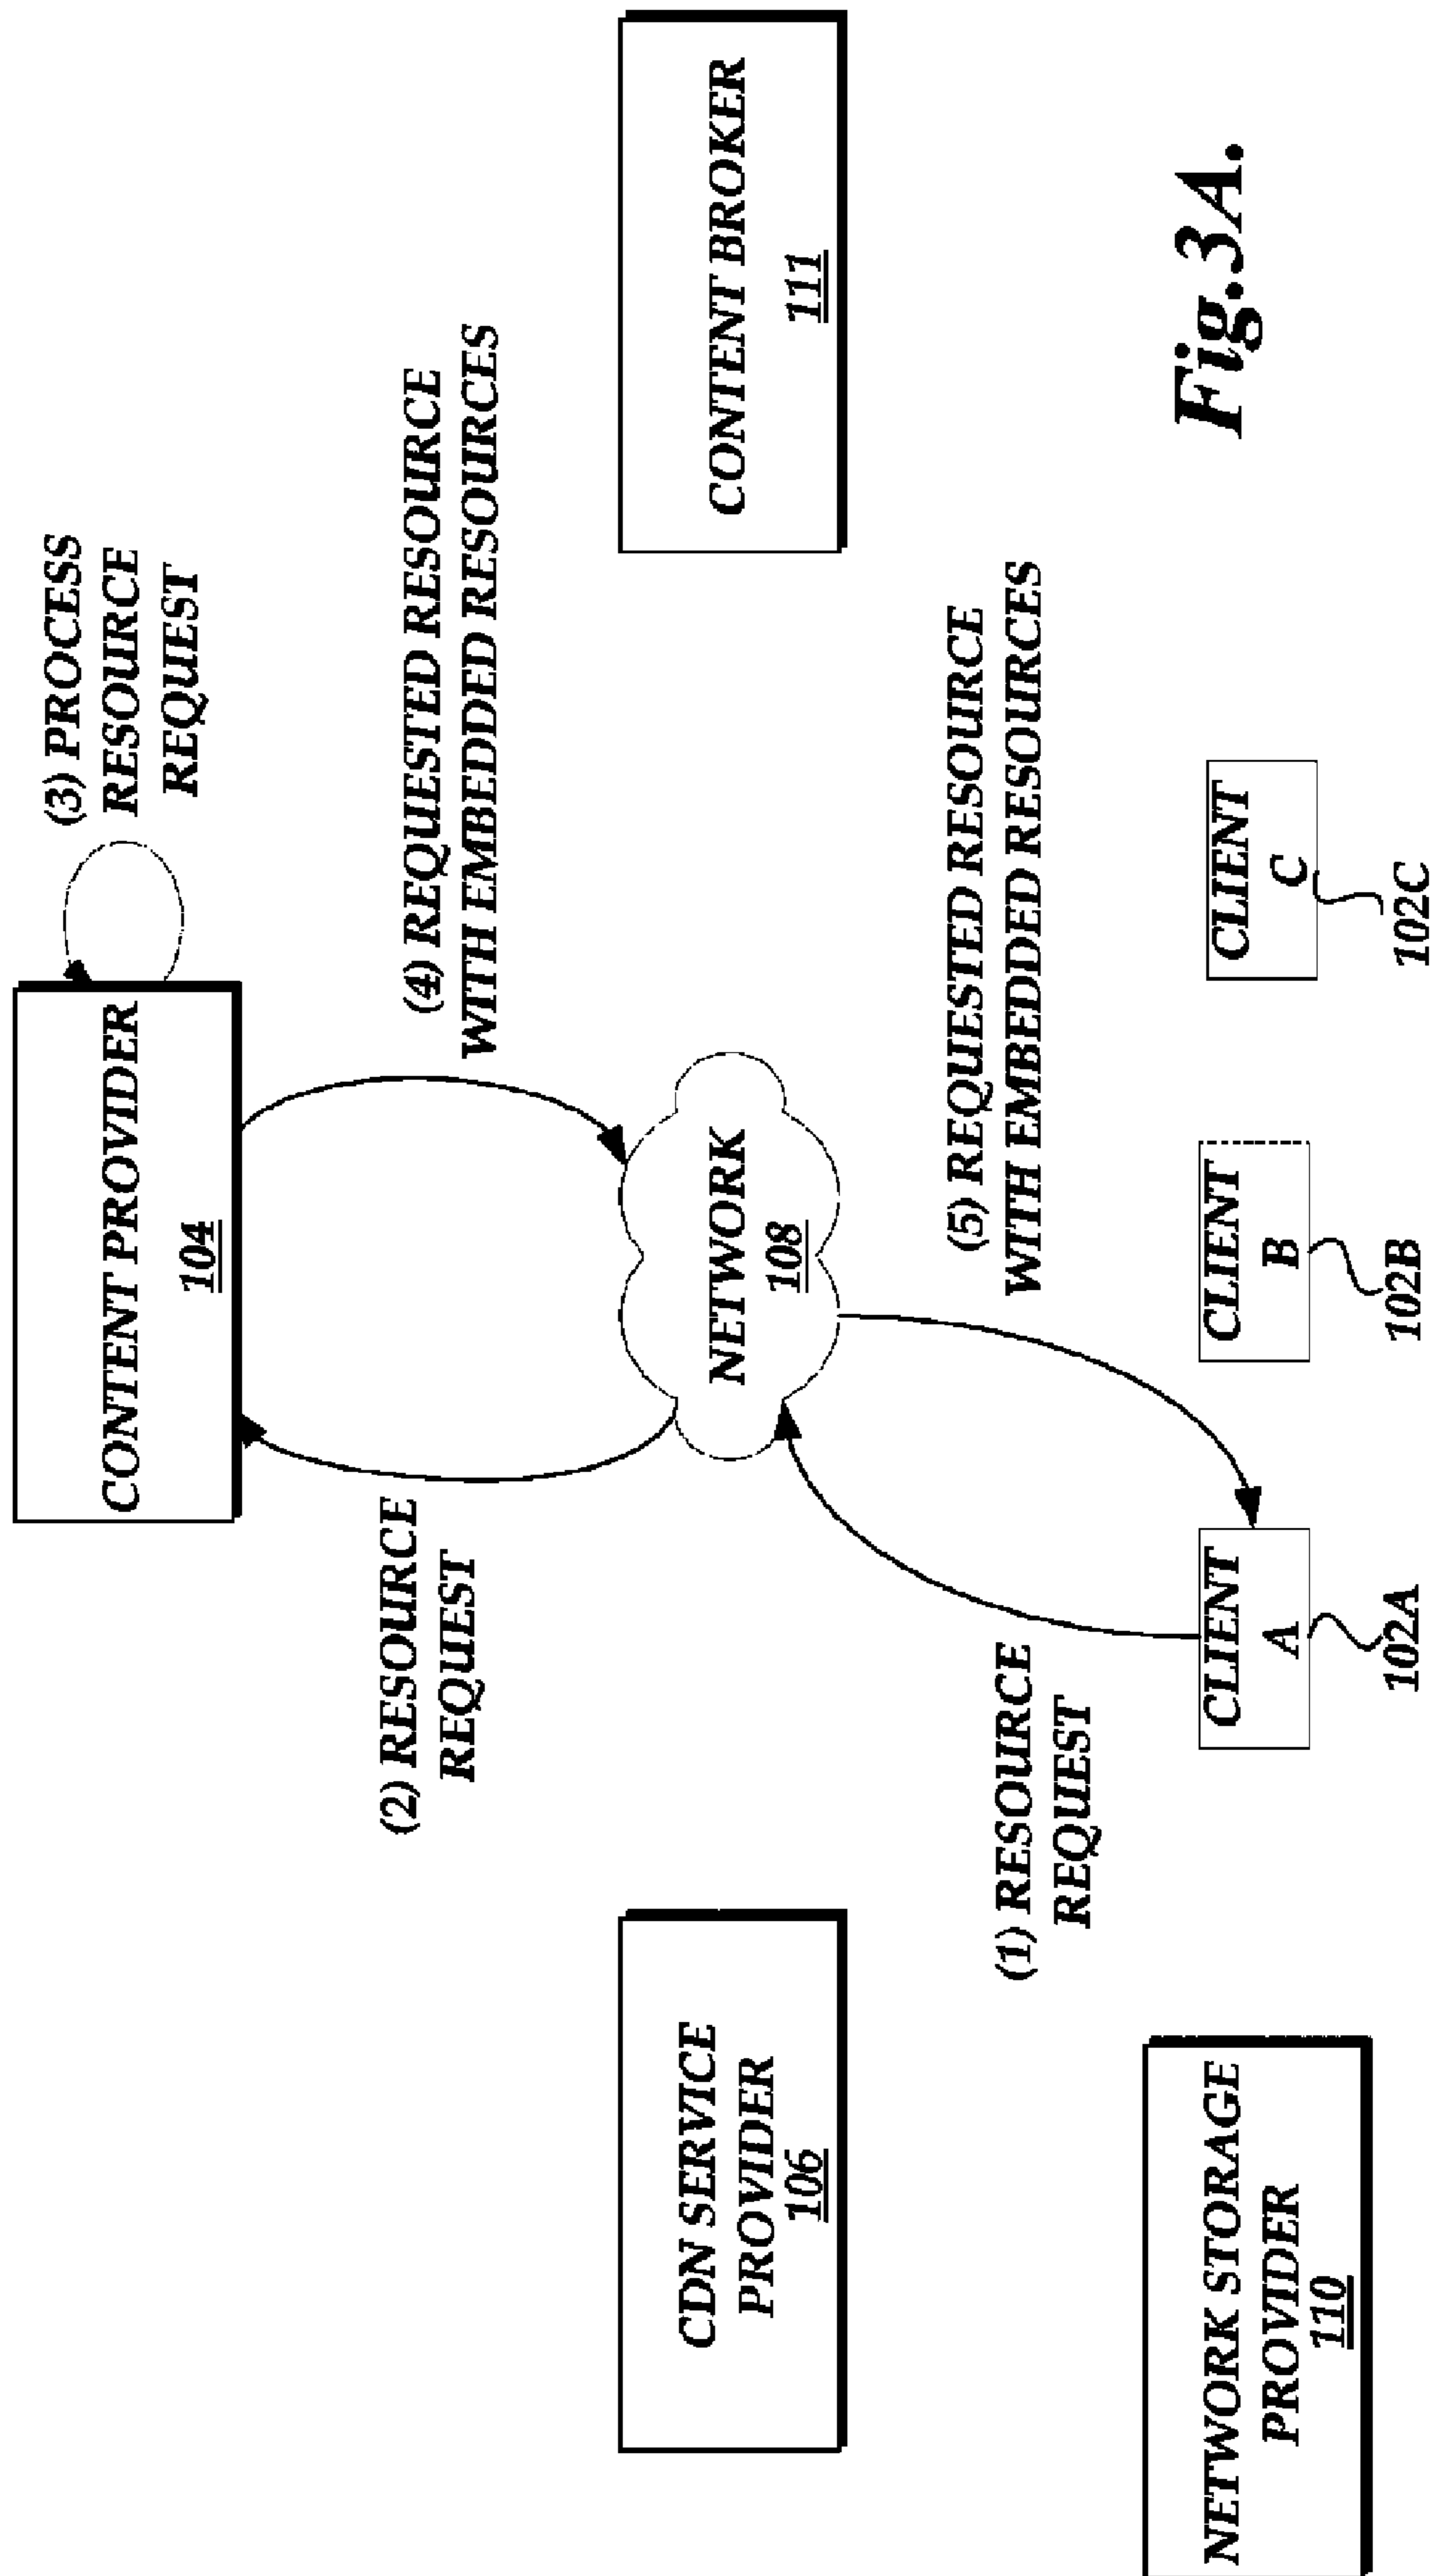 CONTENT PROVIDER
104
(3) PROCESS
RESOURCE
REQUEST
(2) RESOURCE
REQUEST
(4) REQUESTED RESOURCE
WITH EMBEDDED RESOURCES
CDN SERVICE
PROVIDER
106
NETWORK
108
CONTENT BROKER
111
(1) RESOURCE
REQUEST
(5) REQUESTED RESOURCE
WITH EMBEDDED RESOURCES
NETWORK STORAGE
PROVIDER
110
CLIENT
A
102A
CLIENT
B
102B
CLIENT
C
102C
Fig.3A.